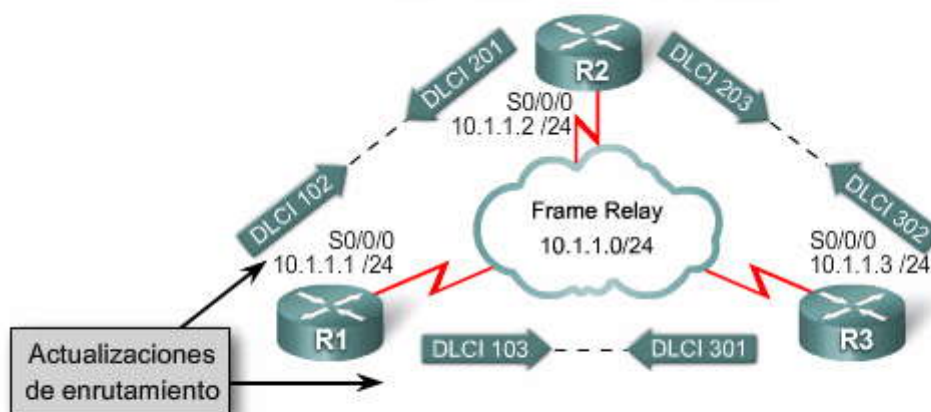 R2
DLCI 201
DLCI 203
S0/0/0
10.1.1.2 /24
DLCI 102
DLCI 302
Frame Relay
10.1.1.0/24
S0/0/0
10.1.1.1 /24
S0/0/0
10.1.1.3 /24
R1
R3
DLCI 103
DLCI 301
Actualizaciones
de enrutamiento